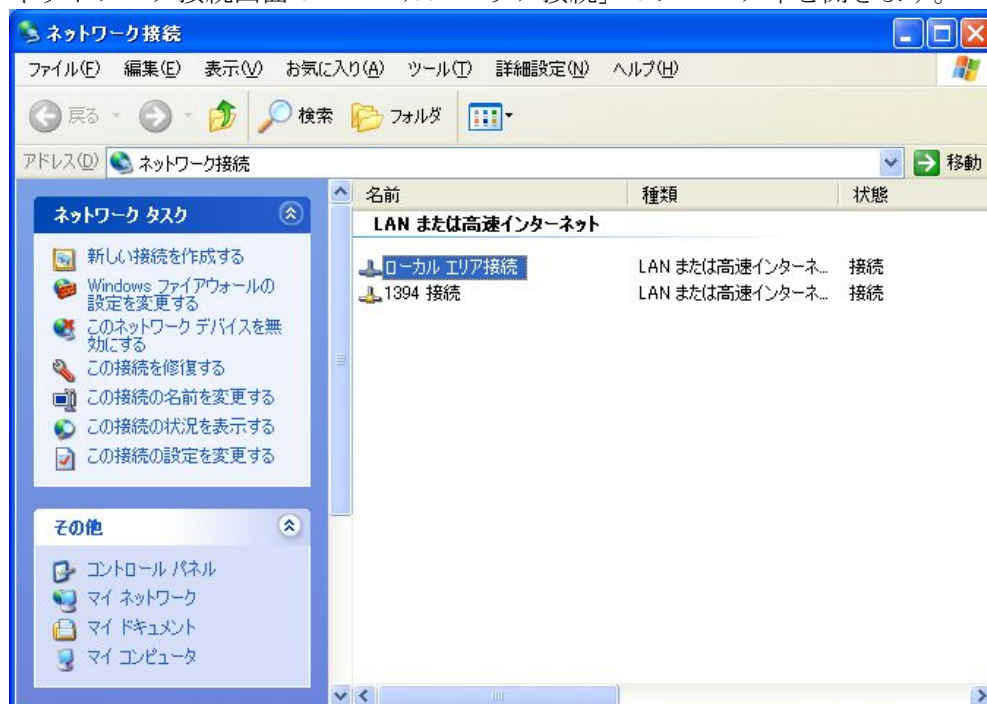 ネットワーク接続
ファイル(F) 編集(E) 表示(V) お気に入り(A) ツール(T) 詳細設定(N) ヘルプ(H)
戻る 検索 フォルダ
アドレス(D) ネットワーク接続 移動
ネットワーク タスク
新しい接続を作成する
Windows ファイアウォールの
設定を変更する
このネットワーク デバイスを無
効にする
この接続を修復する
この接続の名前を変更する
この接続の状況を表示する
この接続の設定を変更する
その他
コントロール パネル
マイ ネットワーク
マイ ドキュメント
マイ コンピュータ
名前 種類 状態
LAN または高速インターネット
ローカル エリア接続 LAN または高速インターネ... 接続
1394 接続 LAN または高速インターネ... 接続